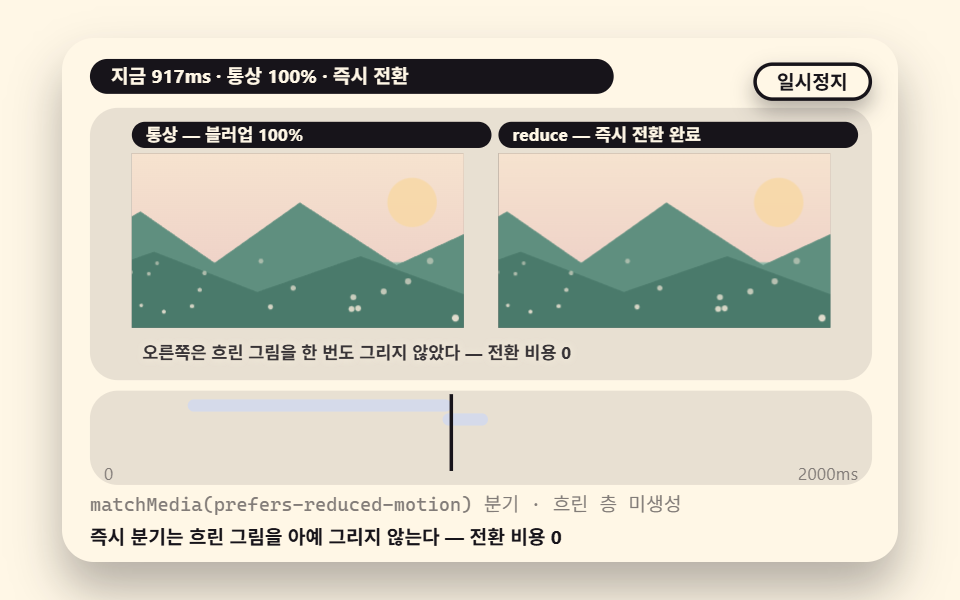 지금 917ms · 통상 100% · 즉시 전환
일시정지
통상 — 블러업 100%
reduce — 즉시 전환 완료
오른쪽은 흐린 그림을 한 번도 그리지 않았다 — 전환 비용 0
0
2000ms
matchMedia(prefers-reduced-motion) 분기 · 흐린 층 미생성
즉시 분기는 흐린 그림을 아예 그리지 않는다 — 전환 비용 0